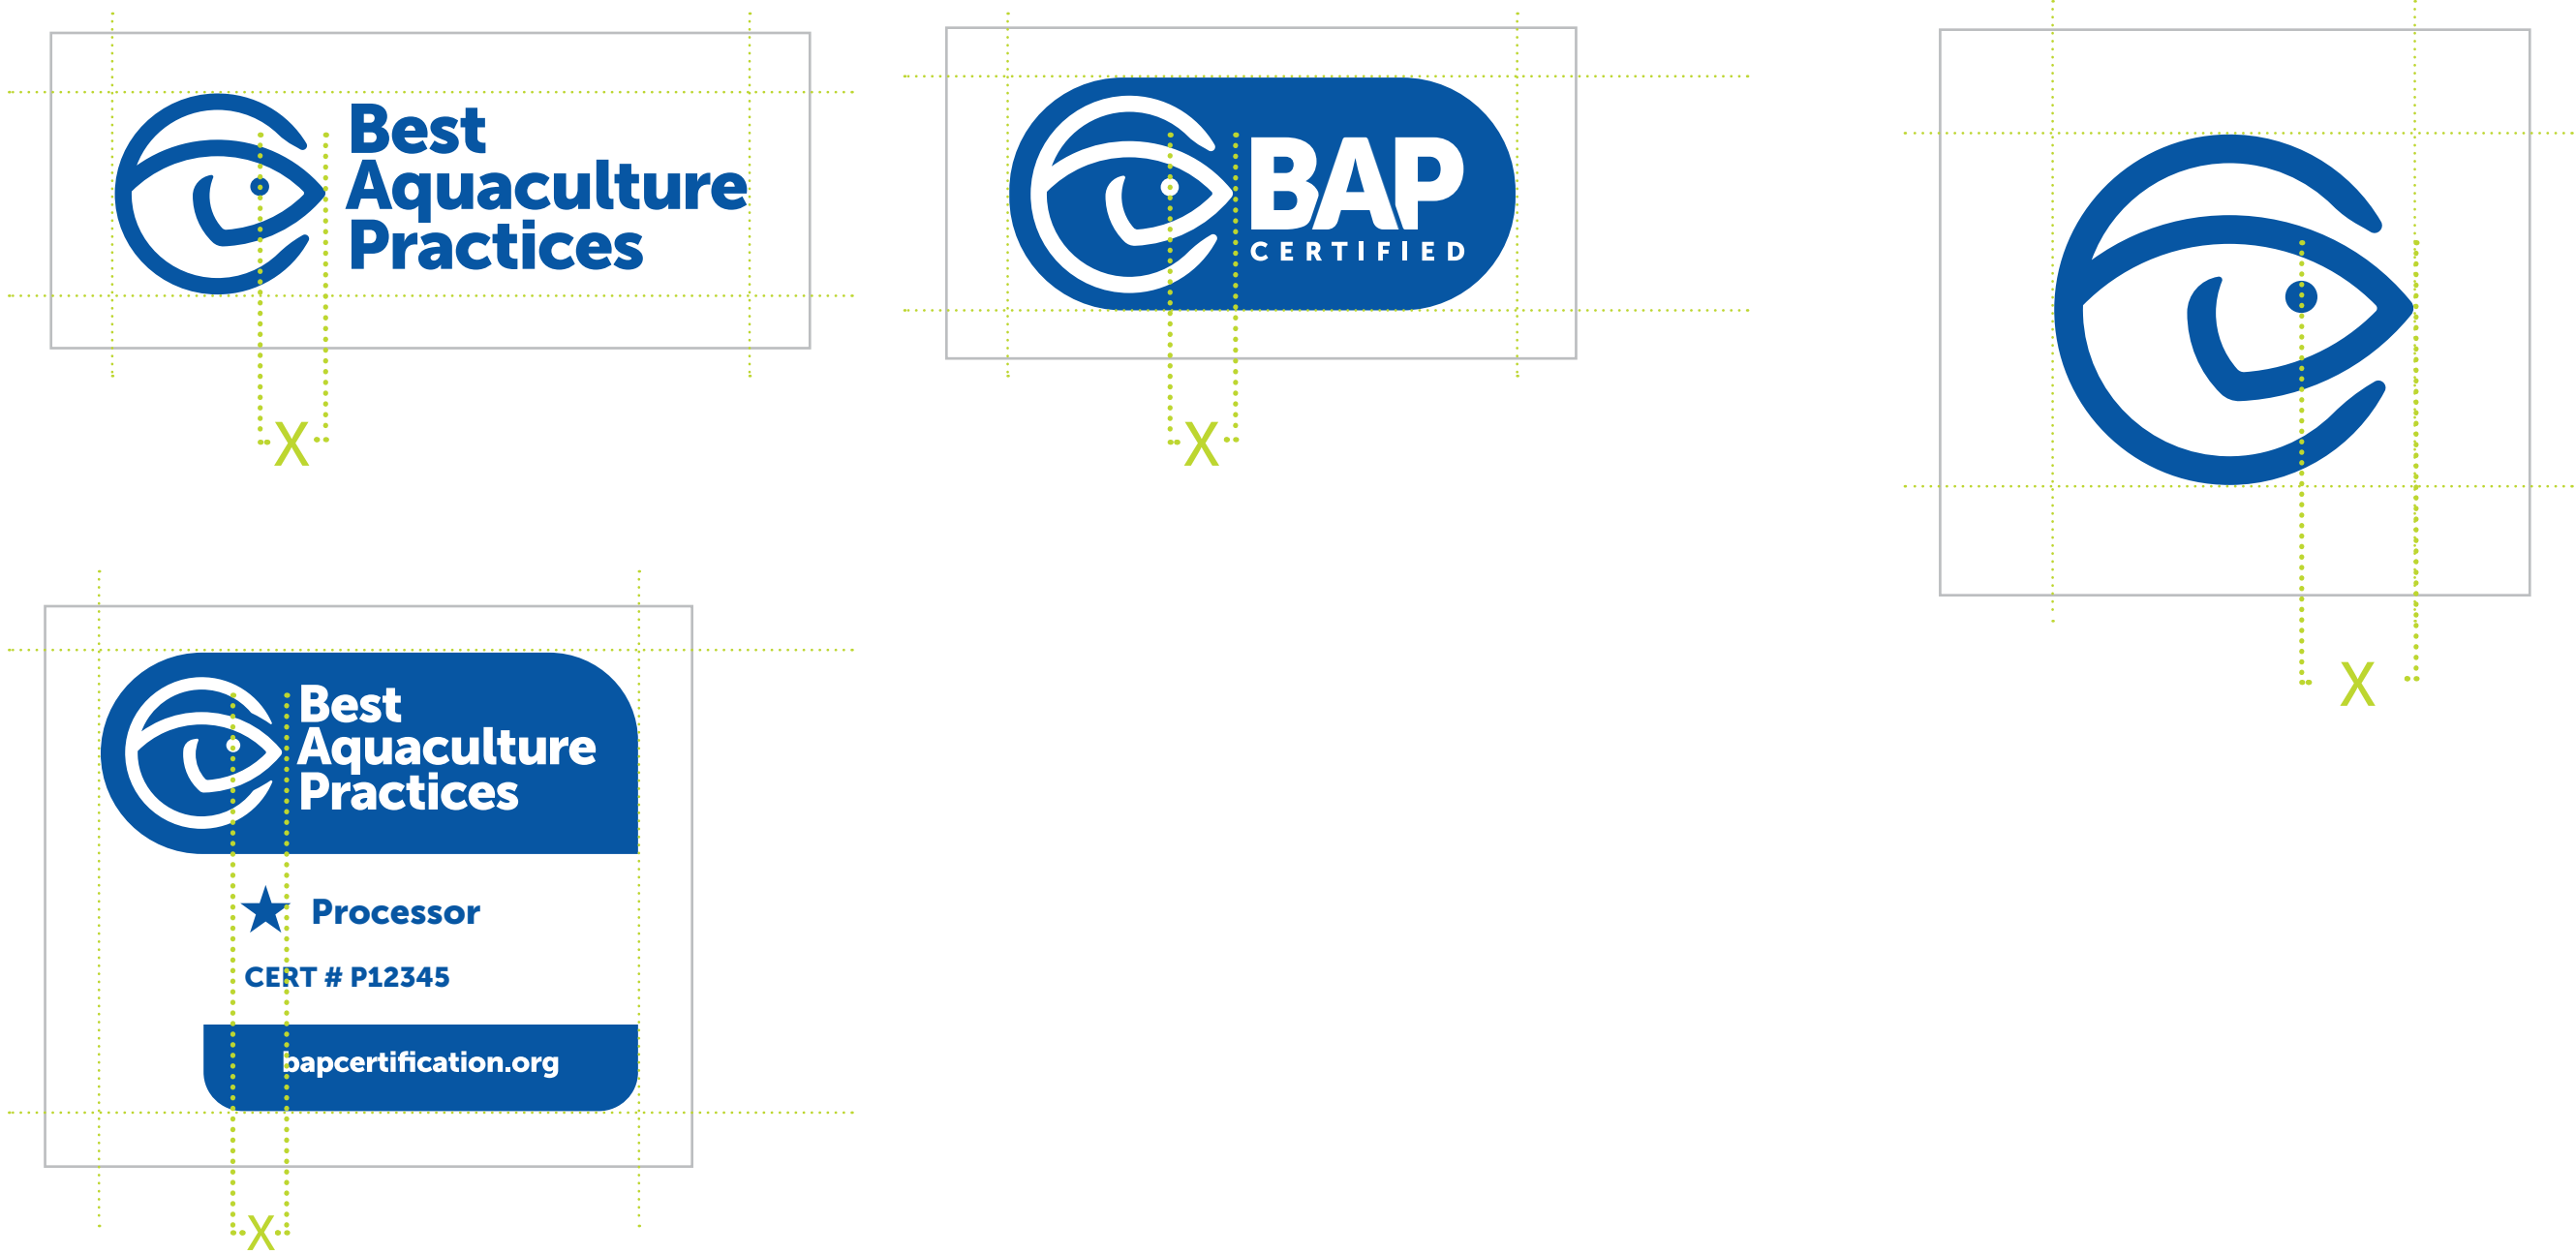 Best
Aquaculture
Practices
X
BAP
CERTIFIED
X
X
Best
Aquaculture
Practices
Processor
CERT # P12345
bapcertification.org
X